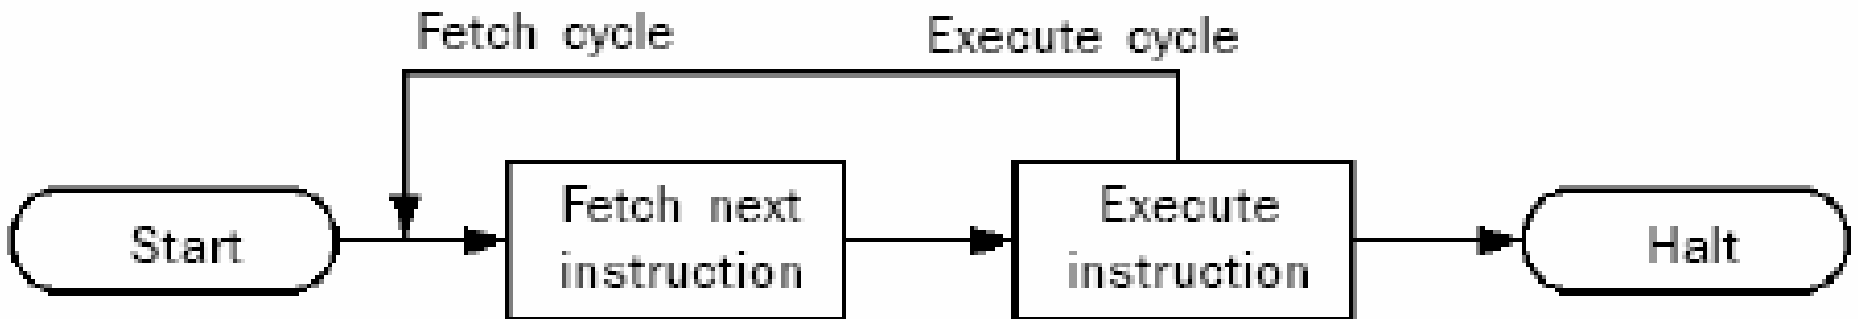 Fetch cycle
Execute cycle
Start
Fetch next
instruction
Execute
instruction
Halt